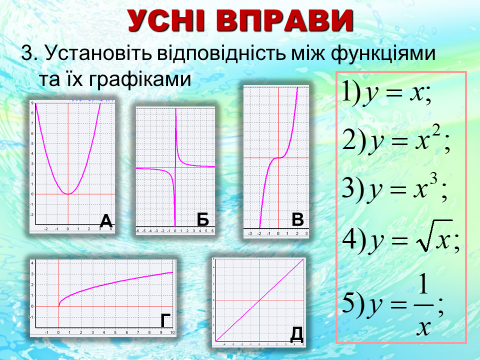 УСНІ ВПРАВИ
3. Установіть відповідність між функціями
та їх графіками
1) y = x;
2) y = x²;
3) y = x³;
4) y = √x;
5) y = 1/x;
А
Б
В
Г
Д